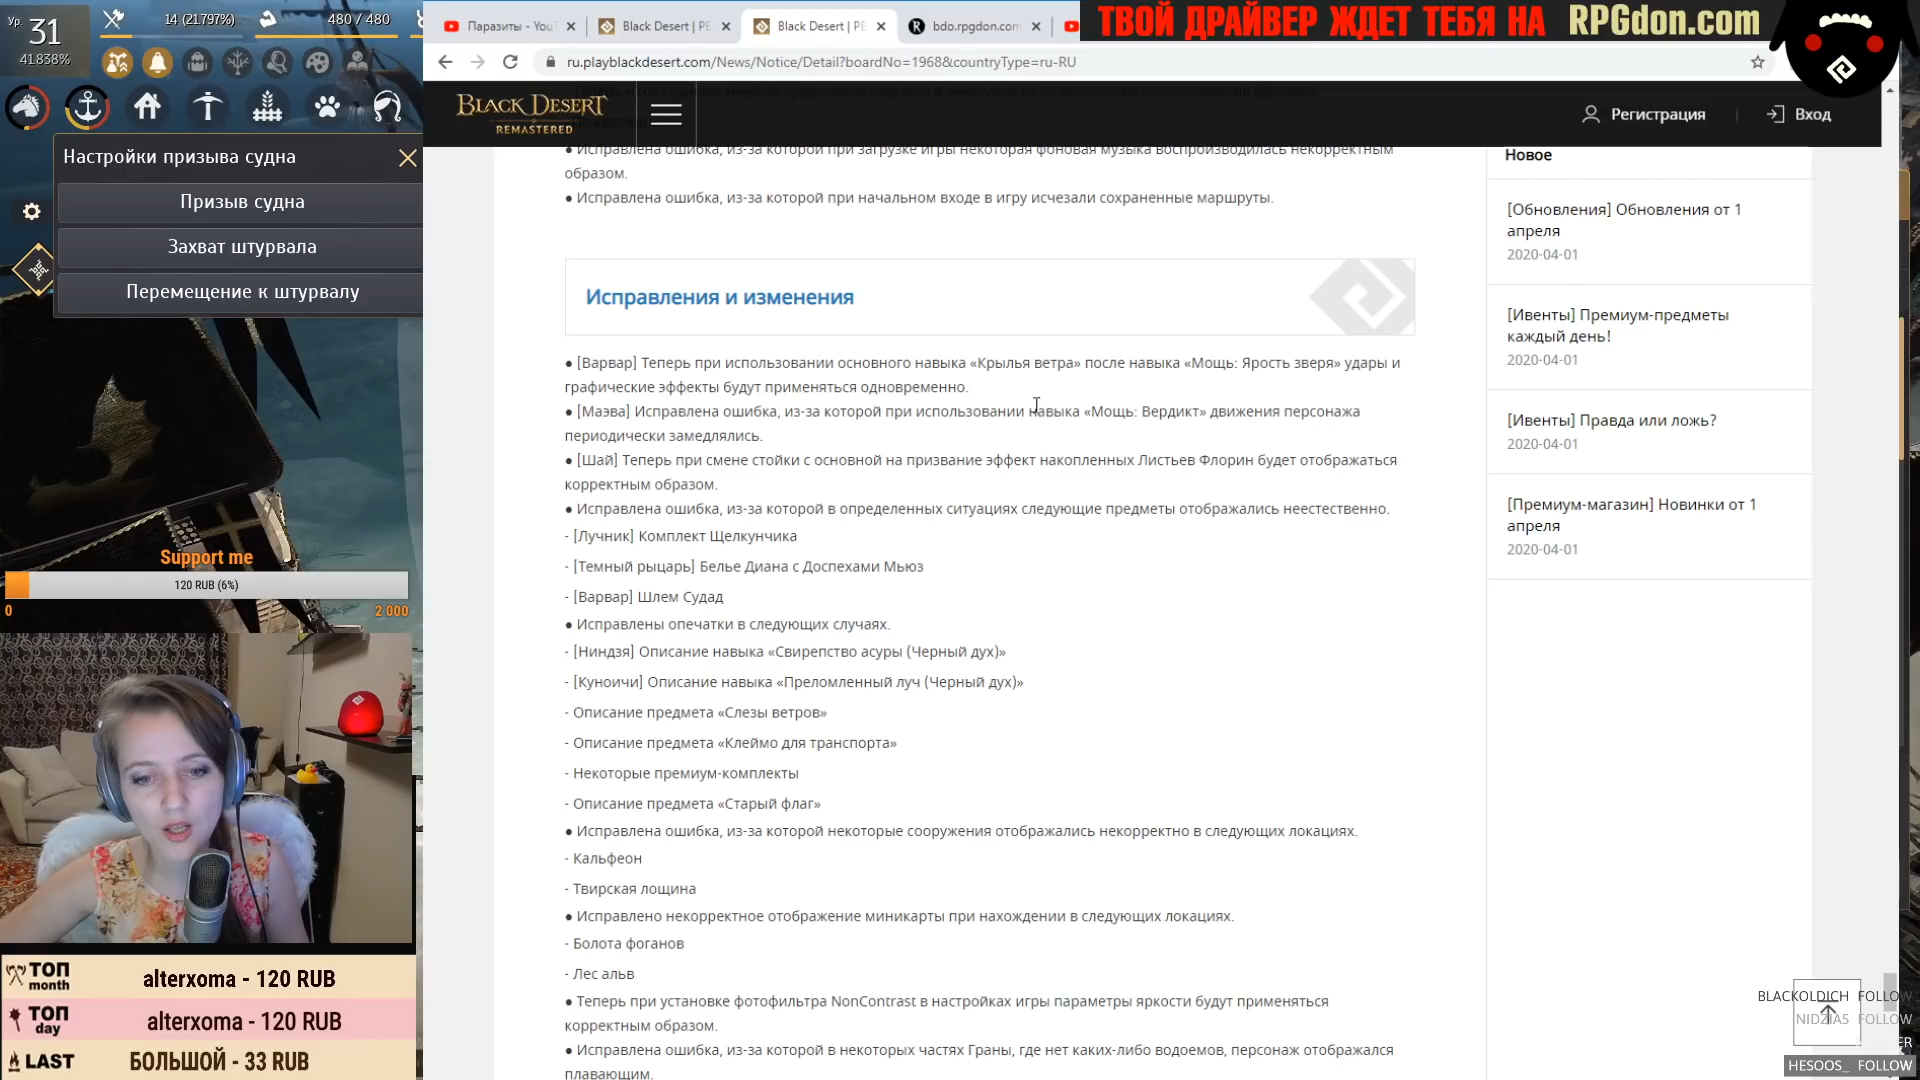 Ур.
31
41.838%
14 (21.797%)
480 / 480
Паразиты - You
Black Desert | РЕ
Black Desert | РЕ
bdo.rpgdon.com
ТВОЙ ДРАЙВЕР ЖДЕТ ТЕБЯ НА RPGdon.com
ru.playblackdesert.com/News/Notice/Detail?boardNo=1968&countryType=ru-RU
BLACK DESERT
REMASTERED
Регистрация
Вход
Настройки призыва судна
Призыв судна
Захват штурвала
Перемещение к штурвалу
● Исправлена ошибка, из-за которой при загрузке игры некоторая фоновая музыка воспроизводилась некорректным
образом.
● Исправлена ошибка, из-за которой при начальном входе в игру исчезали сохраненные маршруты.
Исправления и изменения
● [Варвар] Теперь при использовании основного навыка «Крылья ветра» после навыка «Мощь: Ярость зверя» удары и
графические эффекты будут применяться одновременно.
● [Маэва] Исправлена ошибка, из-за которой при использовании навыка «Мощь: Вердикт» движения персонажа
периодически замедлялись.
● [Шай] Теперь при смене стойки с основной на призвание эффект накопленных Листьев Флорин будет отображаться
корректным образом.
● Исправлена ошибка, из-за которой в определенных ситуациях следующие предметы отображались неестественно.
- [Лучник] Комплект Щелкунчика
- [Темный рыцарь] Белье Диана с Доспехами Мьюз
- [Варвар] Шлем Судад
● Исправлены опечатки в следующих случаях.
- [Ниндзя] Описание навыка «Свирепство асуры (Черный дух)»
- [Куноичи] Описание навыка «Преломленный луч (Черный дух)»
- Описание предмета «Слезы ветров»
- Описание предмета «Клеймо для транспорта»
- Некоторые премиум-комплекты
- Описание предмета «Старый флаг»
● Исправлена ошибка, из-за которой некоторые сооружения отображались некорректно в следующих локациях.
- Кальфеон
- Твирская лощина
● Исправлено некорректное отображение миникарты при нахождении в следующих локациях.
- Болота фоганов
- Лес альв
● Теперь при установке фотофильтра NonContrast в настройках игры параметры яркости будут применяться
корректным образом.
● Исправлена ошибка, из-за которой в некоторых частях Граны, где нет каких-либо водоемов, персонаж отображался
плавающим.
Новое
[Обновления] Обновления от 1
апреля
2020-04-01
[Ивенты] Премиум-предметы
каждый день!
2020-04-01
[Ивенты] Правда или ложь?
2020-04-01
[Премиум-магазин] Новинки от 1
апреля
2020-04-01
Support me
120 RUB (6%)
0
2 000
ТОП
month
alterxoma - 120 RUB
ТОП
day
alterxoma - 120 RUB
LAST
БОЛЬШОЙ - 33 RUB
BLACKOLDICH FOLLOW
NIDZIA5 FOLLOW
HESOOS_ FOLLOW